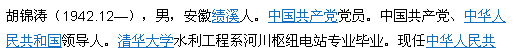 胡锦涛（1942.12—），男，安徽绩溪人。中国共产党党员。中国共产党、中华人
民共和国领导人。清华大学水利工程系河川枢纽电站专业毕业。现任中华人民共